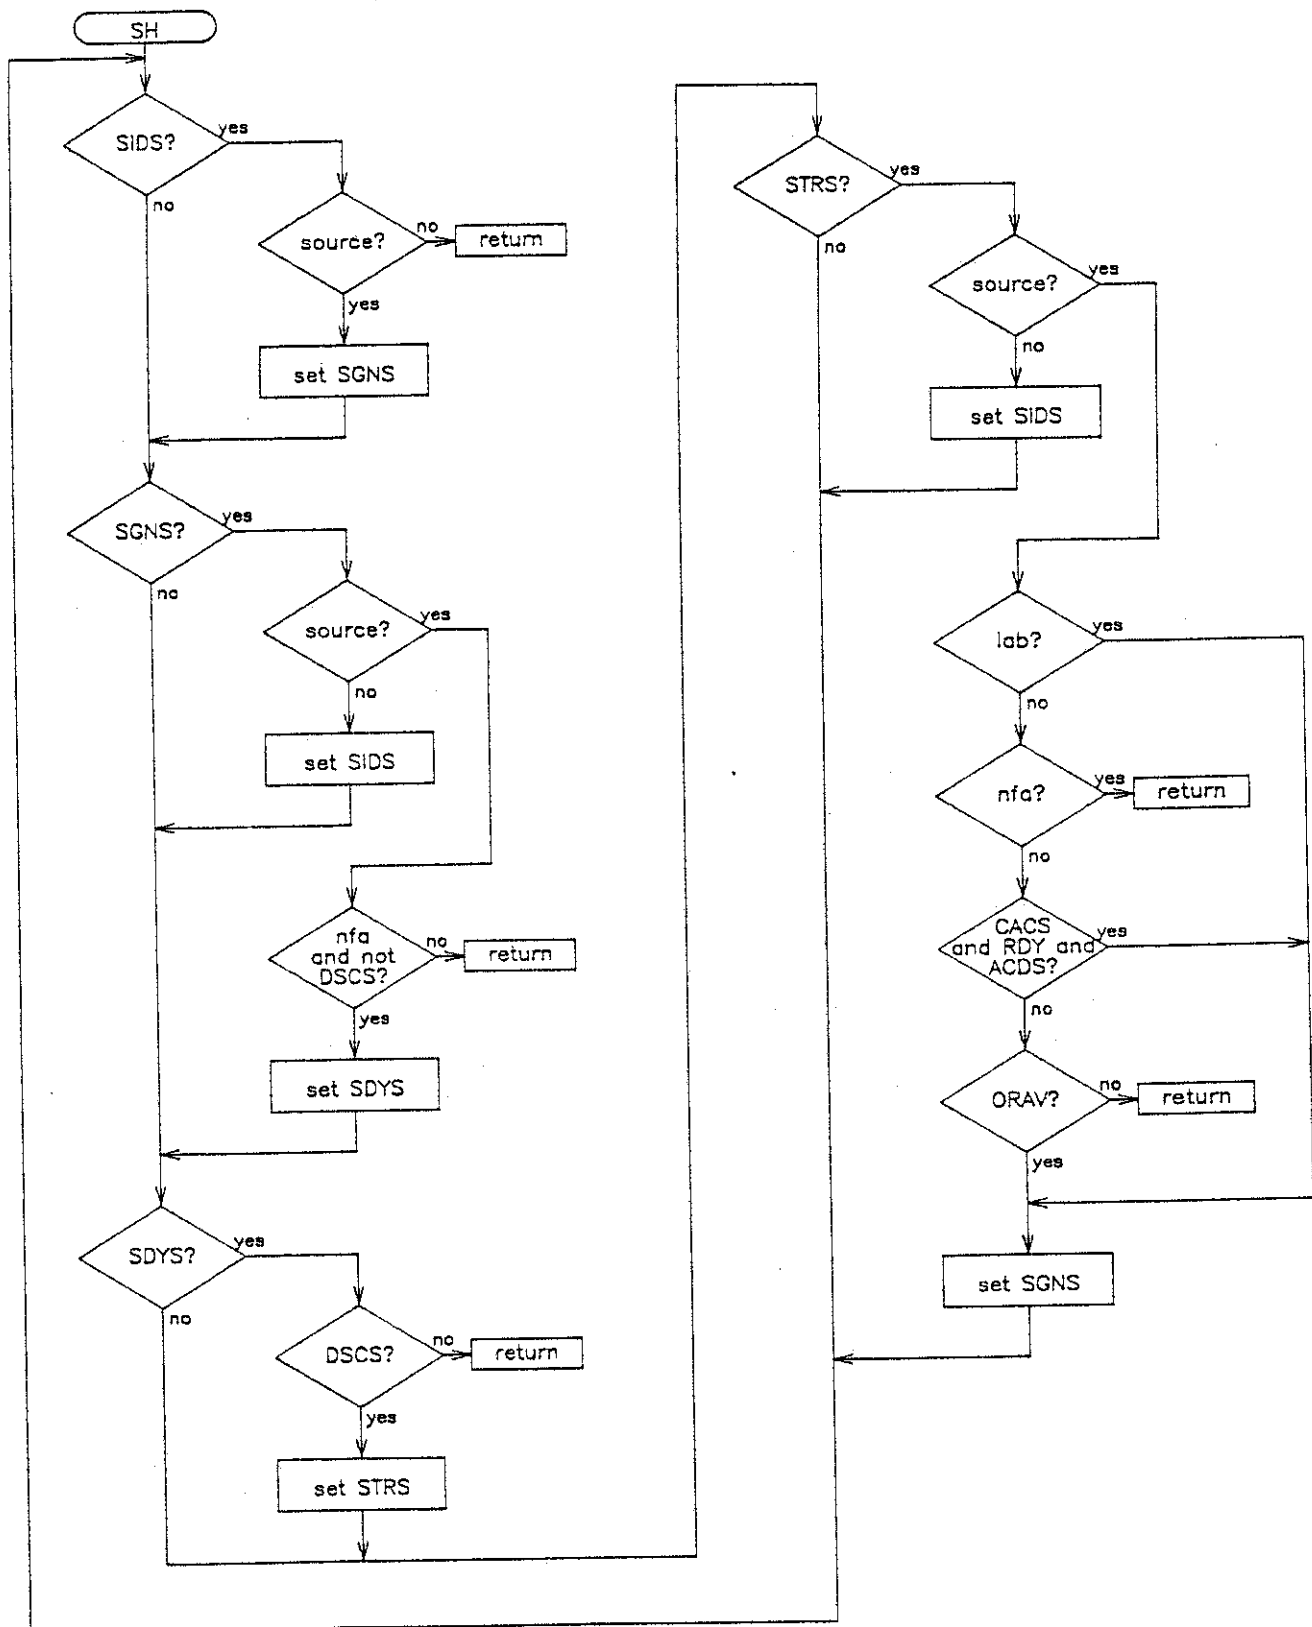 SH
SIDS?
yes
no
source?
no
return
yes
set SGNS
SGNS?
yes
no
source?
yes
no
set SIDS
nfa
and not
DSCS?
no
return
yes
set SDYS
SDYS?
yes
no
DSCS?
no
return
yes
set STRS
STRS?
yes
no
source?
yes
no
set SIDS
lab?
yes
no
nfa?
yes
return
no
CACS
and RDY and
ACDS?
yes
no
ORAV?
no
return
yes
set SGNS